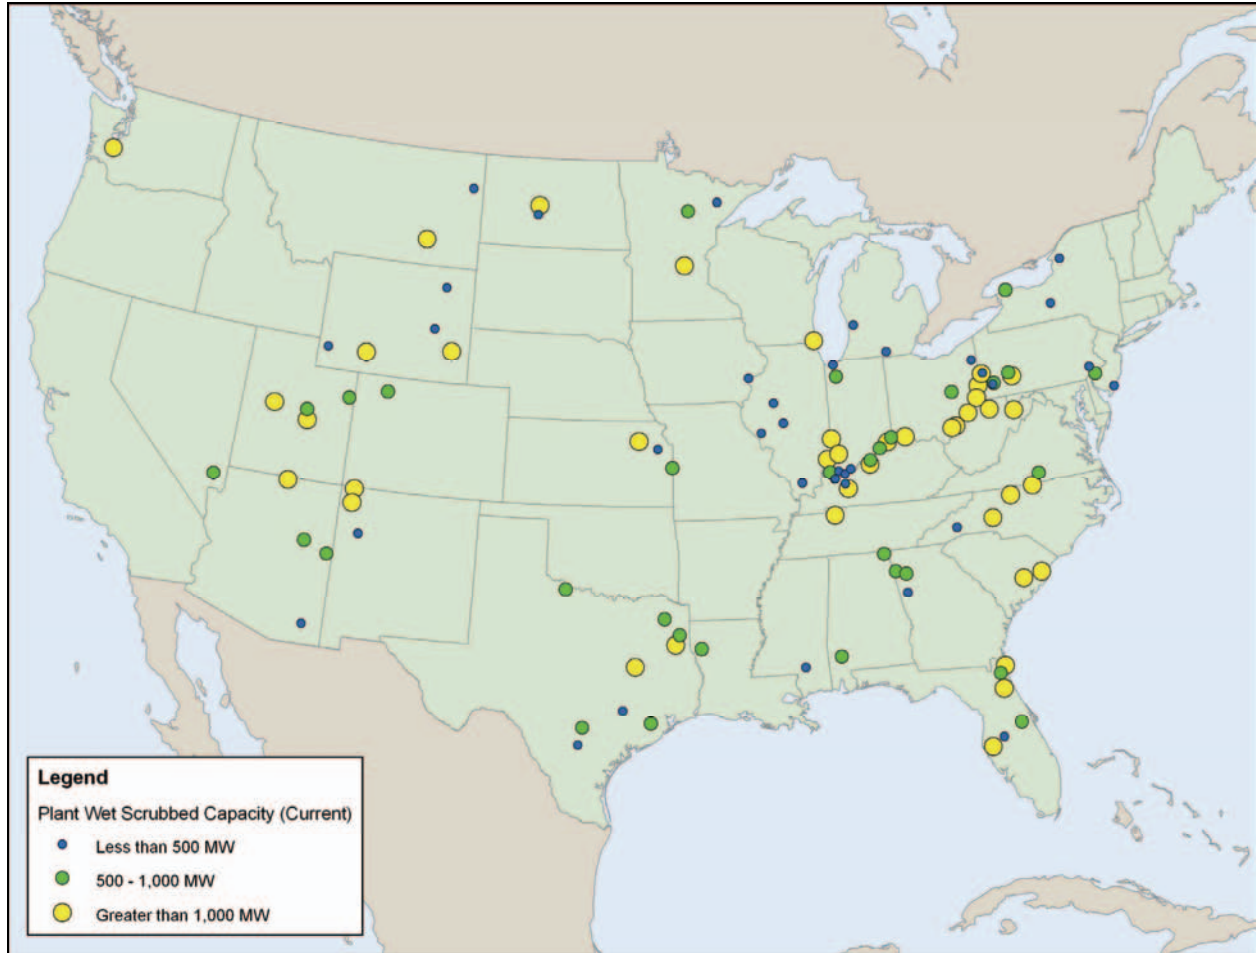 Legend
Plant Wet Scrubbed Capacity (Current)
Less than 500 MW
500 - 1,000 MW
Greater than 1,000 MW